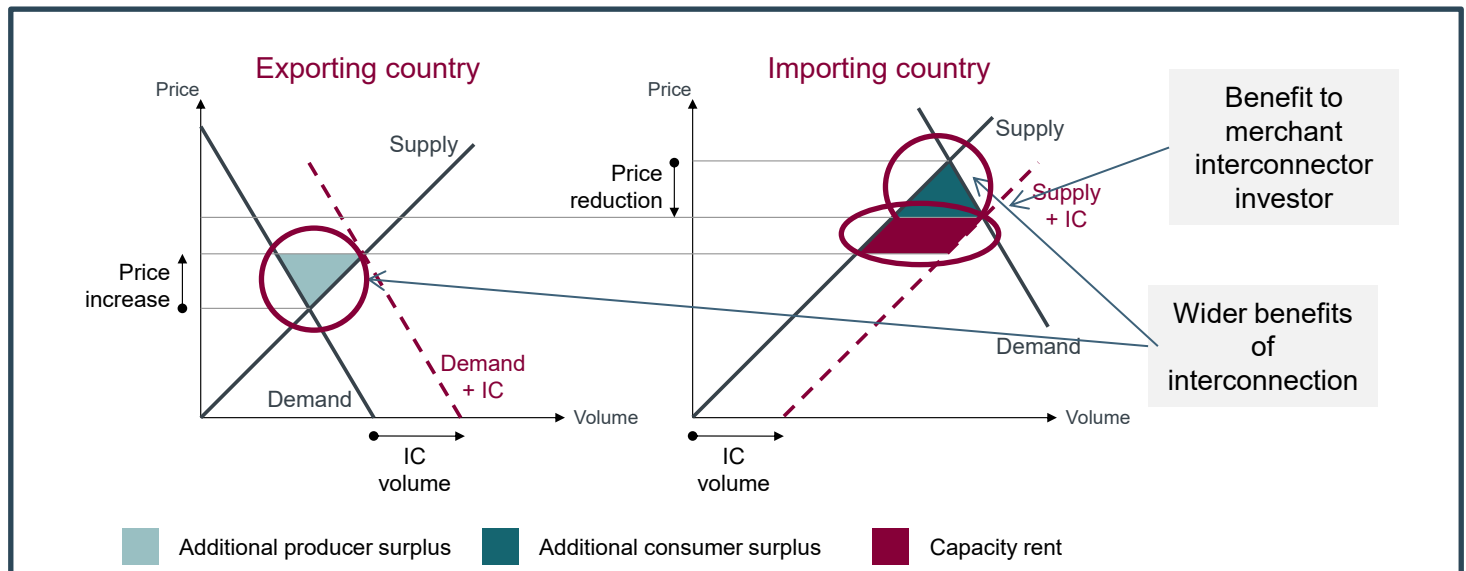 Exporting country
Importing country
Price
Supply
Price
increase
Demand
Demand
+ IC
Volume
IC
volume
Price
Supply
Price
reduction
Supply
+ IC
Demand
Volume
IC
volume
Benefit to
merchant
interconnector
investor
Wider benefits
of
interconnection
Additional producer surplus
Additional consumer surplus
Capacity rent